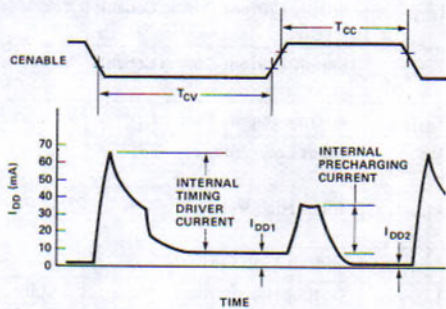 CENABLE
T_CC
T_CV
I_DD (mA)
70
60
50
40
30
20
10
0
INTERNAL
TIMING
DRIVER
CURRENT
I_DD1
INTERNAL
PRECHARGING
CURRENT
I_DD2
TIME